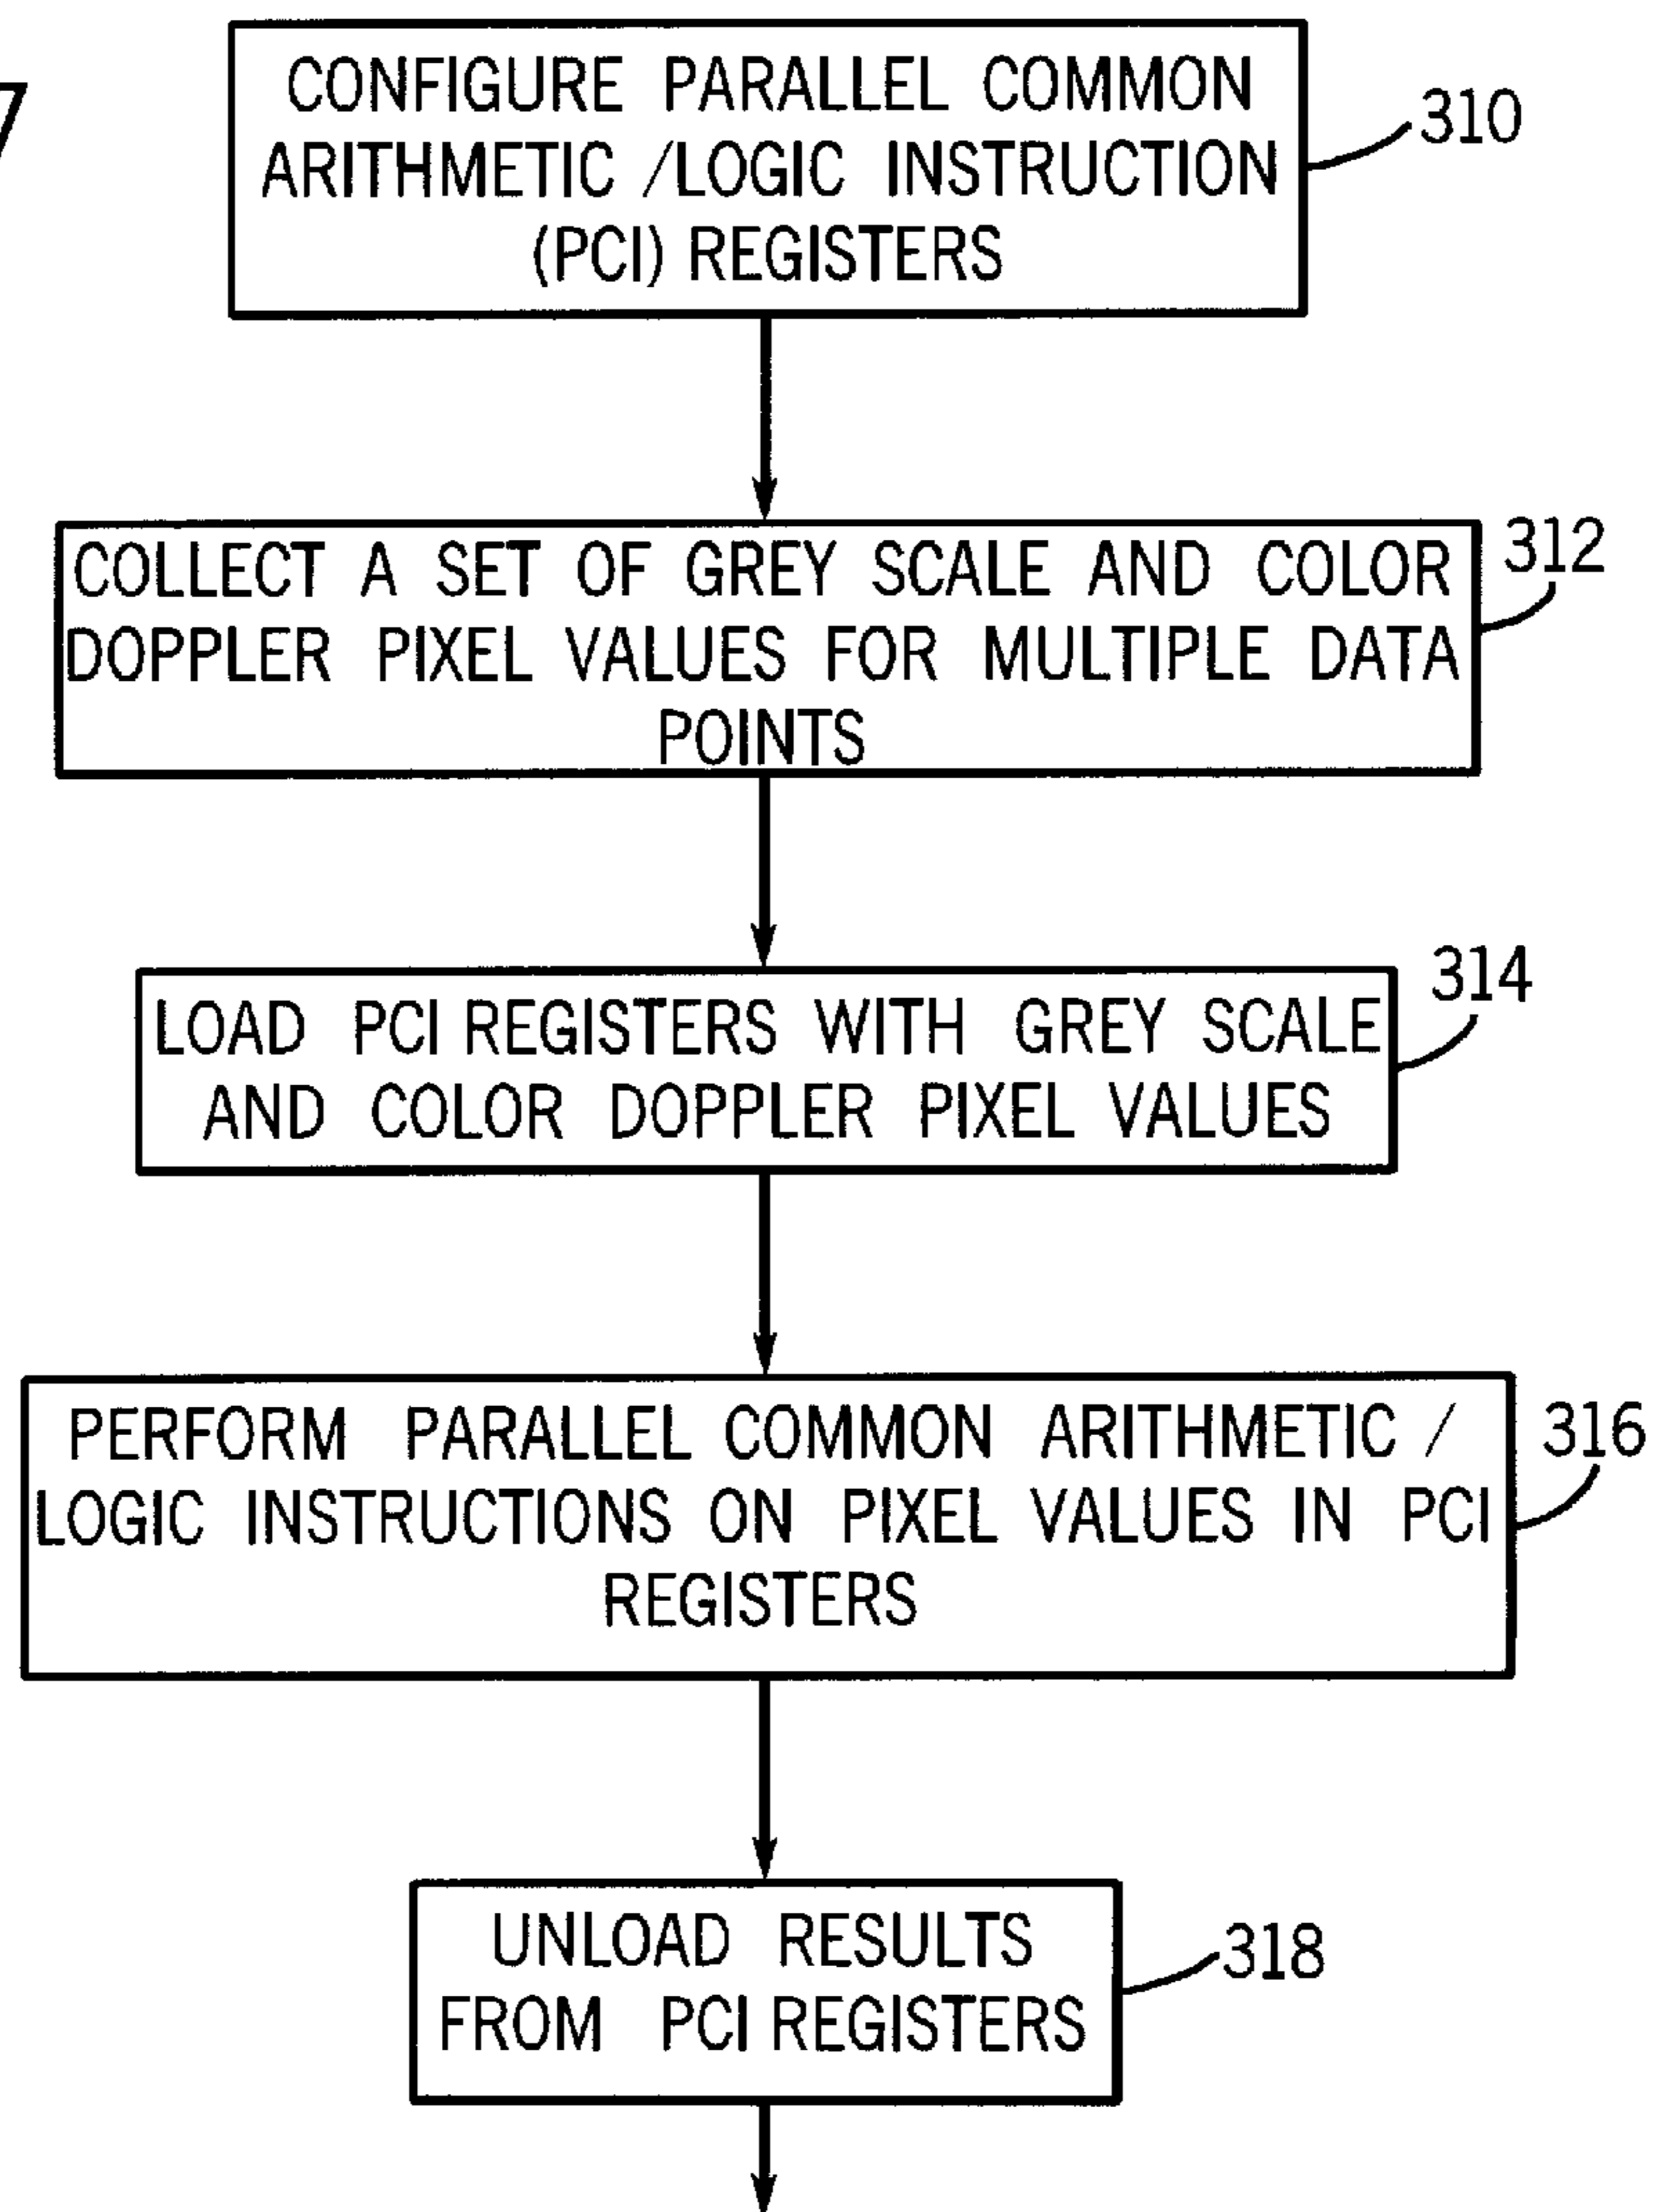 7
CONFIGURE PARALLEL COMMON
ARITHMETIC /LOGIC INSTRUCTION
(PCI) REGISTERS
310
COLLECT A SET OF GREY SCALE AND COLOR
DOPPLER PIXEL VALUES FOR MULTIPLE DATA
POINTS
312
LOAD PCI REGISTERS WITH GREY SCALE
AND COLOR DOPPLER PIXEL VALUES
314
PERFORM PARALLEL COMMON ARITHMETIC /
LOGIC INSTRUCTIONS ON PIXEL VALUES IN PCI
REGISTERS
316
UNLOAD RESULTS
FROM PCI REGISTERS
318